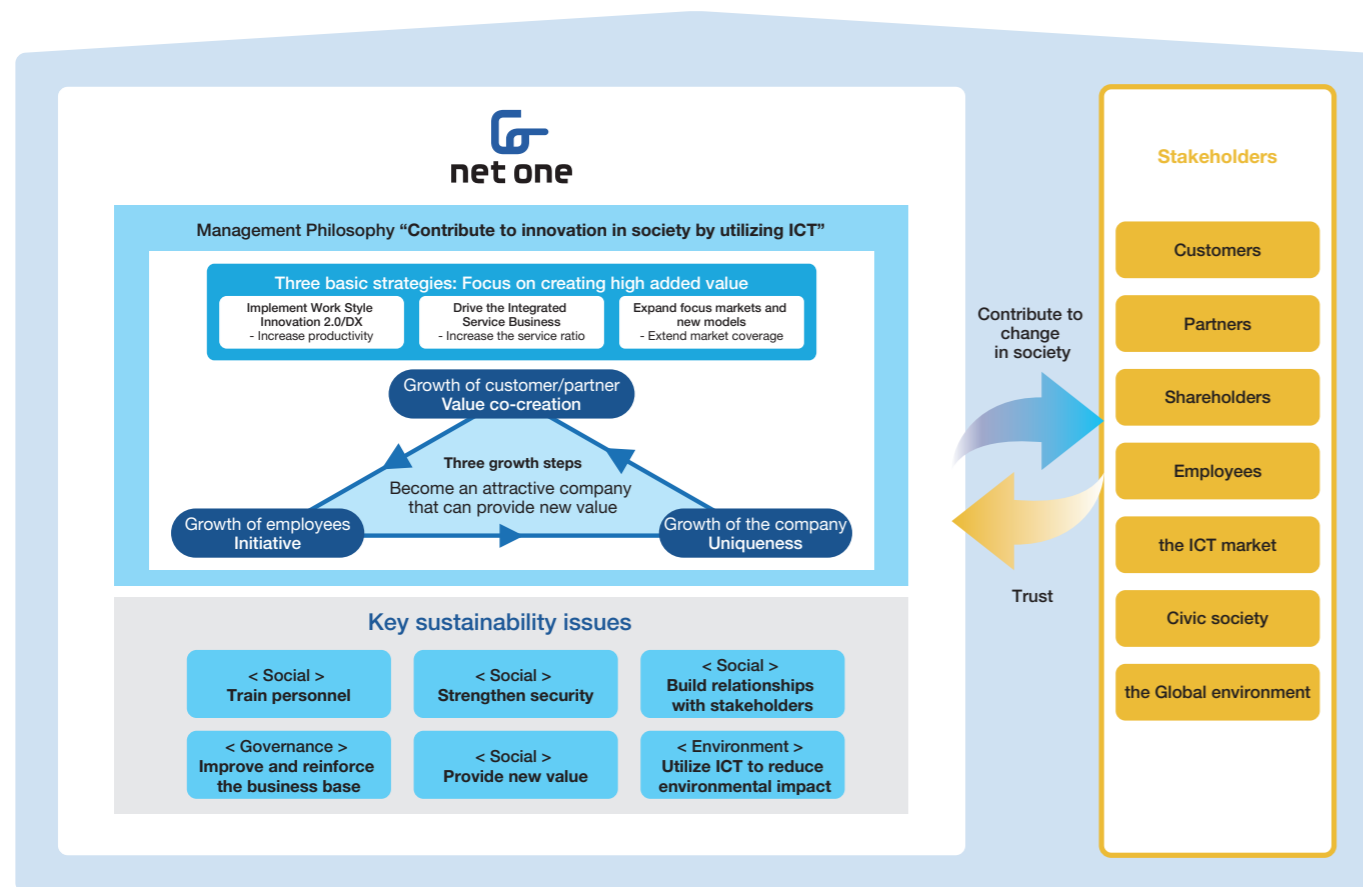 net one
Management Philosophy “Contribute to innovation in society by utilizing ICT”
Three basic strategies: Focus on creating high added value
Implement Work Style
Innovation 2.0/DX
- Increase productivity
Drive the Integrated
Service Business
- Increase the service ratio
Expand focus markets and
new models
- Extend market coverage
Growth of customer/partner
Value co-creation
Three growth steps
Become an attractive company
that can provide new value
Growth of employees
Initiative
Growth of the company
Uniqueness
Key sustainability issues
< Social >
Train personnel
< Social >
Strengthen security
< Social >
Build relationships
with stakeholders
< Governance >
Improve and reinforce
the business base
< Social >
Provide new value
< Environment >
Utilize ICT to reduce
environmental impact
Contribute to
change
in society
Trust
Stakeholders
Customers
Partners
Shareholders
Employees
the ICT market
Civic society
the Global environment